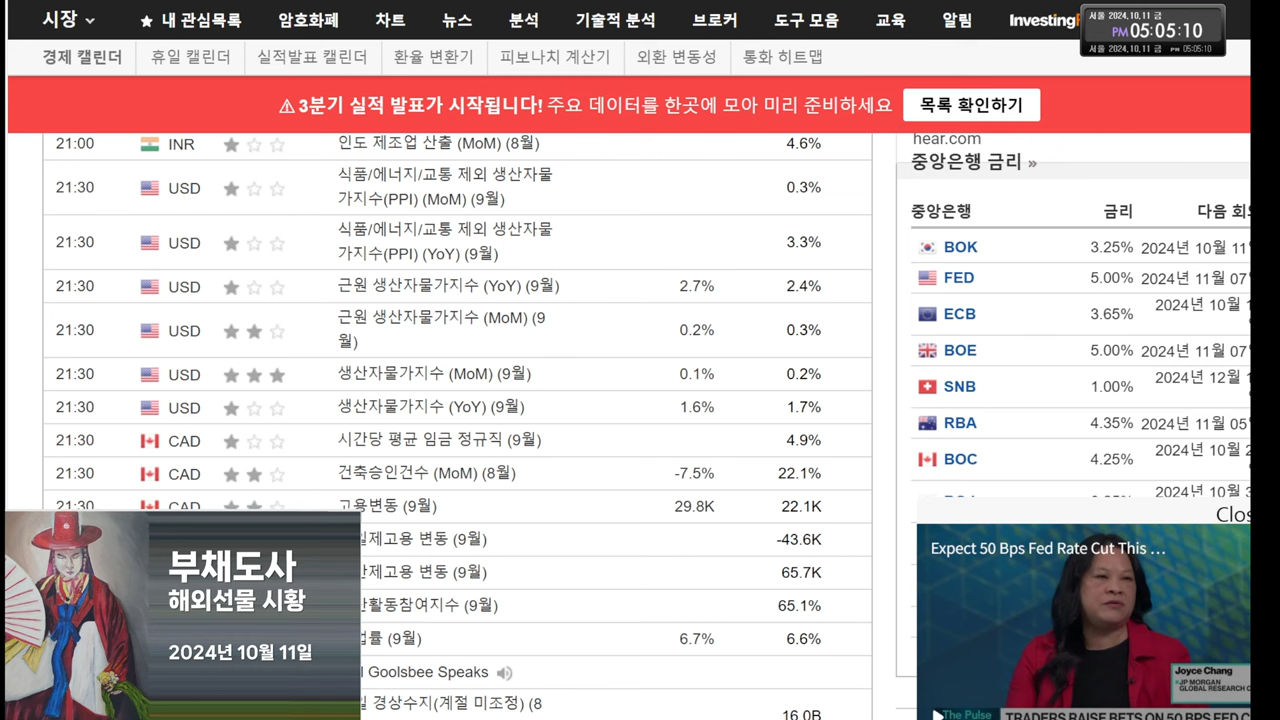 시장 ★ 내 관심목록 암호화폐 차트 뉴스 분석 기술적 분석 브로커 도구 모음 교육 알림 Investing
서울 2024.10.11 금
PM 05:05:10
서울 2024.10.11 금 PM 05:05:10
경제 캘린더 휴일 캘린더 실적발표 캘린더 환율 변환기 피보나치 계산기 외환 변동성 통화 히트맵
⚠ 3분기 실적 발표가 시작됩니다! 주요 데이터를 한곳에 모아 미리 준비하세요 목록 확인하기
21:00 INR 인도 제조업 산출 (MoM) (8월) 4.6%
21:30 USD 식품/에너지/교통 제외 생산자물
가지수(PPI) (MoM) (9월) 0.3%
21:30 USD 식품/에너지/교통 제외 생산자물
가지수(PPI) (YoY) (9월) 3.3%
21:30 USD 근원 생산자물가지수 (YoY) (9월) 2.7% 2.4%
21:30 USD 근원 생산자물가지수 (MoM) (9
월) 0.2% 0.3%
21:30 USD 생산자물가지수 (MoM) (9월) 0.1% 0.2%
21:30 USD 생산자물가지수 (YoY) (9월) 1.6% 1.7%
21:30 CAD 시간당 평균 임금 정규직 (9월) 4.9%
21:30 CAD 건축승인건수 (MoM) (8월) -7.5% 22.1%
21:30 CAD 고용변동 (9월) 29.8K 22.1K
제고용 변동 (9월) -43.6K
제고용 변동 (9월) 65.7K
활동참여지수 (9월) 65.1%
률 (9월) 6.7% 6.6%
Goolsbee Speaks
경상수지(계절 미조정) (8
16.0B
hear.com
중앙은행 금리 »
중앙은행 금리 다음 회의
BOK 3.25% 2024년 10월 11
FED 5.00% 2024년 11월 07
ECB 3.65% 2024년 10월 1
BOE 5.00% 2024년 11월 07
SNB 1.00% 2024년 12월 1
RBA 4.35% 2024년 11월 05
BOC 4.25% 2024년 10월 2
2024년 10월 3
Clos
Expect 50 Bps Fed Rate Cut This …
Joyce Chang
JP MORGAN
GLOBAL RESEARCH C
The Pulse
TRADERS RAISE BETS ON 50 BPS FED C
부채도사
해외선물 시황
2024년 10월 11일